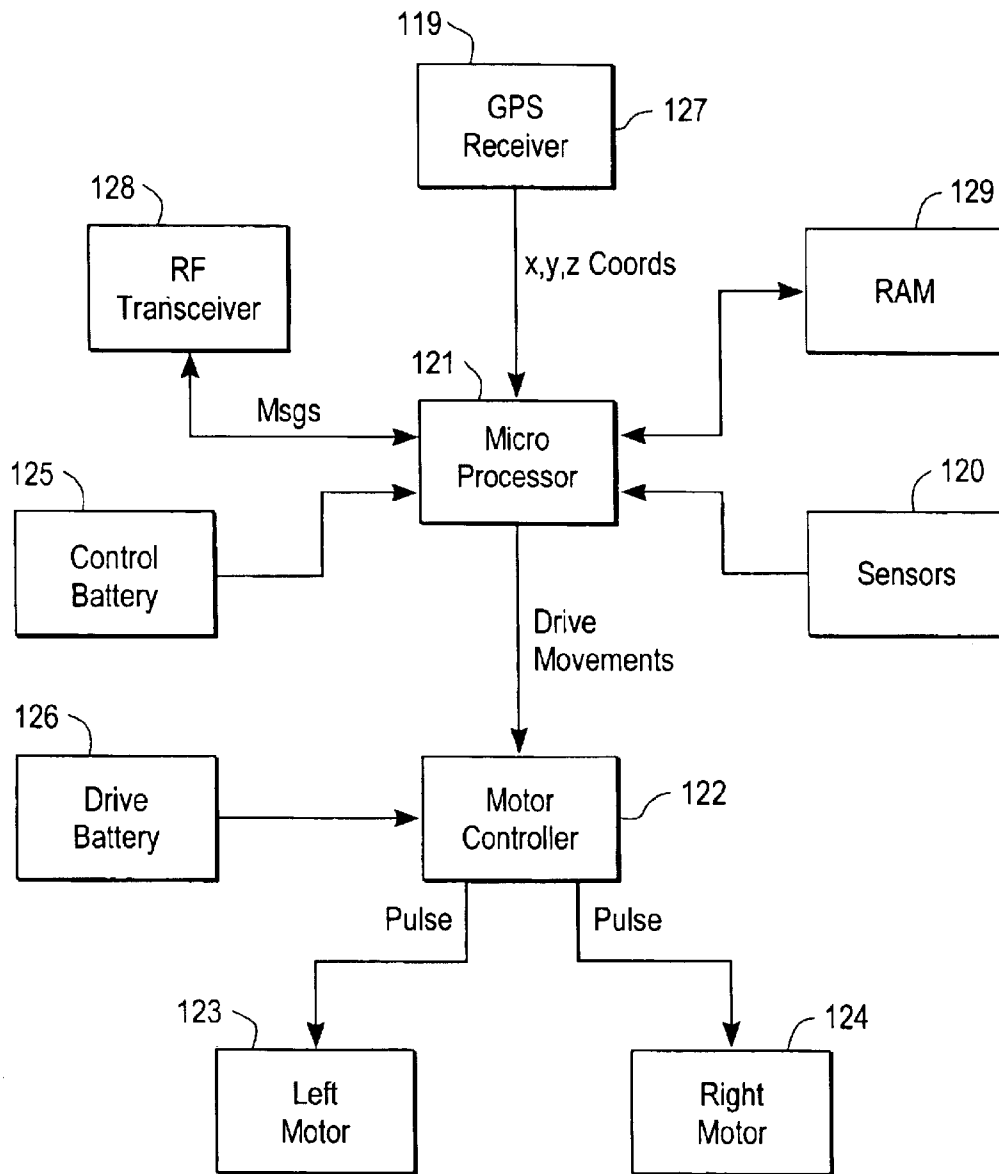 119
GPS
Receiver
127
128
RF
Transceiver
129
RAM
x,y,z Coords
121
Msgs
Micro
Processor
125
Control
Battery
120
Sensors
Drive
Movements
126
Drive
Battery
Motor
Controller
122
Pulse
Pulse
123
Left
Motor
124
Right
Motor